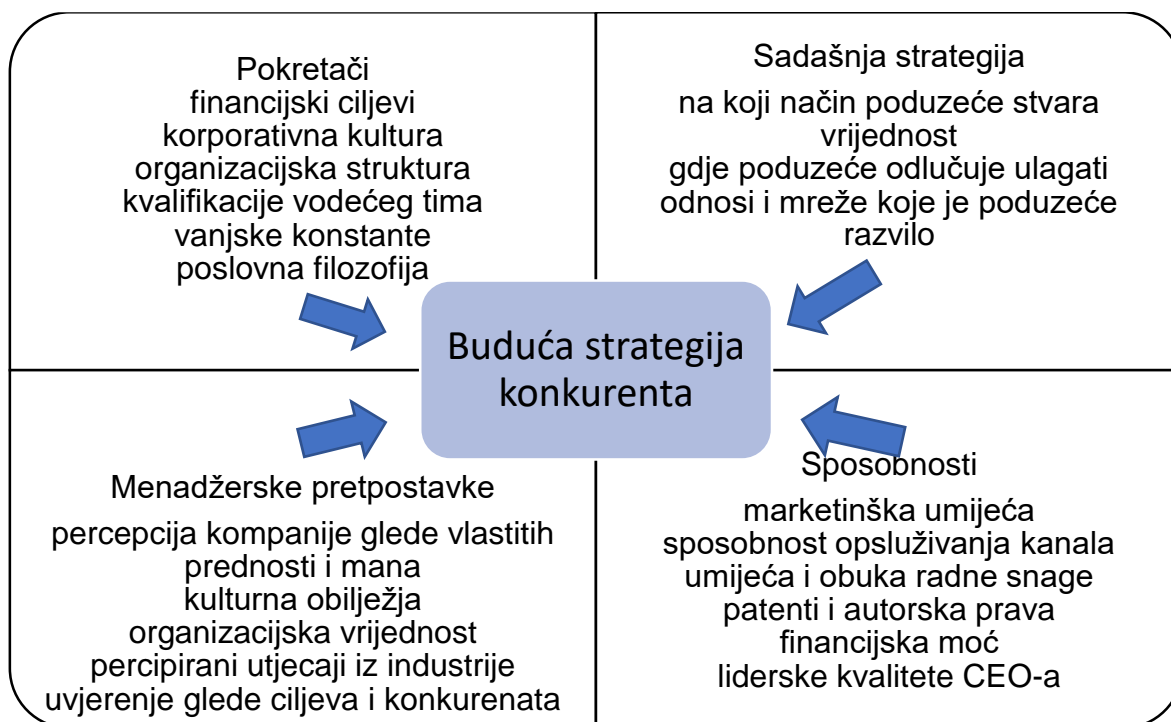 Pokretači
financijski ciljevi
korporativna kultura
organizacijska struktura
kvalifikacije vodećeg tima
vanjske konstante
poslovna filozofija
Sadašnja strategija
na koji način poduzeće stvara
vrijednost
gdje poduzeće odlučuje ulagati
odnosi i mreže koje je poduzeće
razvilo
Buduća strategija
konkurenta
Menadžerske pretpostavke
percepcija kompanije glede vlastitih
prednosti i mana
kulturna obilježja
organizacijska vrijednost
percipirani utjecaji iz industrije
uvjerenje glede ciljeva i konkurenata
Sposobnosti
marketinška umijeća
sposobnost opsluživanja kanala
umijeća i obuka radne snage
patenti i autorska prava
financijska moć
liderske kvalitete CEO-a